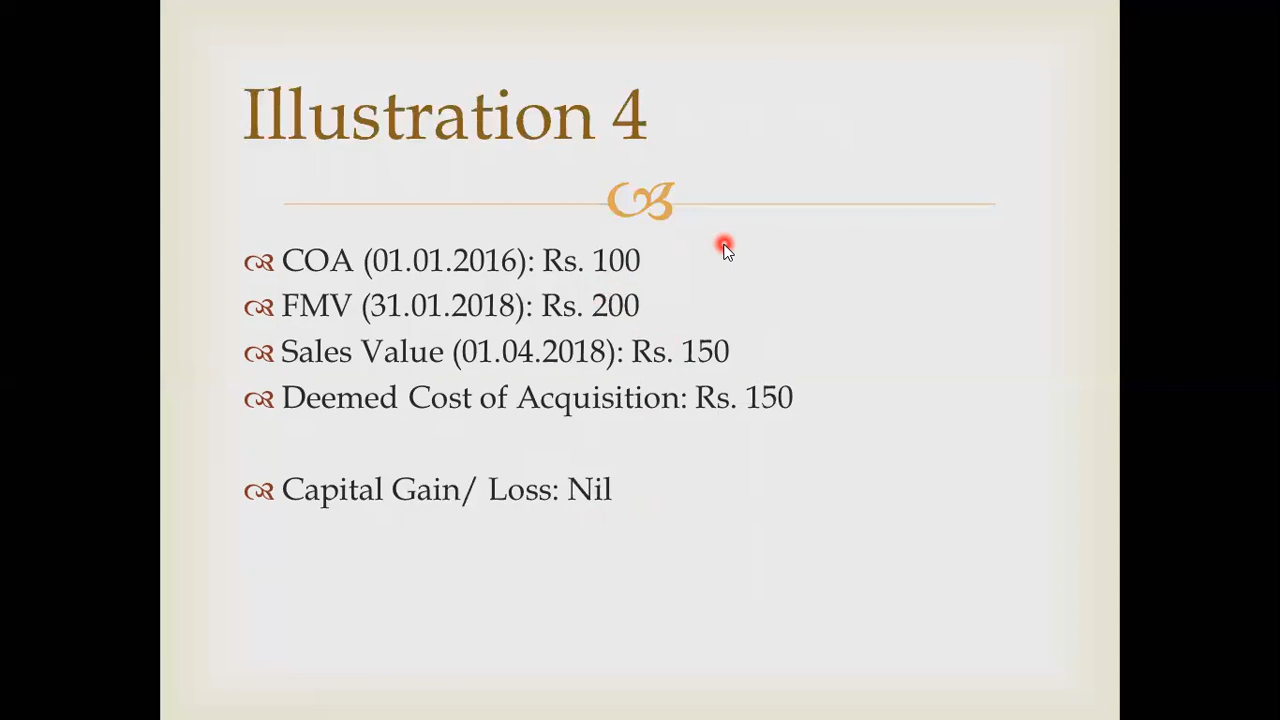 Illustration 4
COA (01.01.2016): Rs. 100
FMV (31.01.2018): Rs. 200
Sales Value (01.04.2018): Rs. 150
Deemed Cost of Acquisition: Rs. 150
Capital Gain/ Loss: Nil